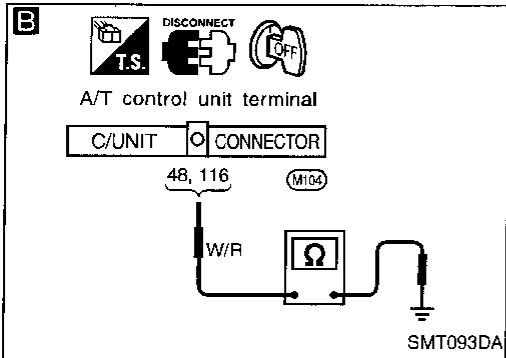 B
DISCONNECT
T.S.
OFF
A/T control unit terminal
C/UNIT CONNECTOR
48, 116
M104
W/R
Ω
SMT093DA